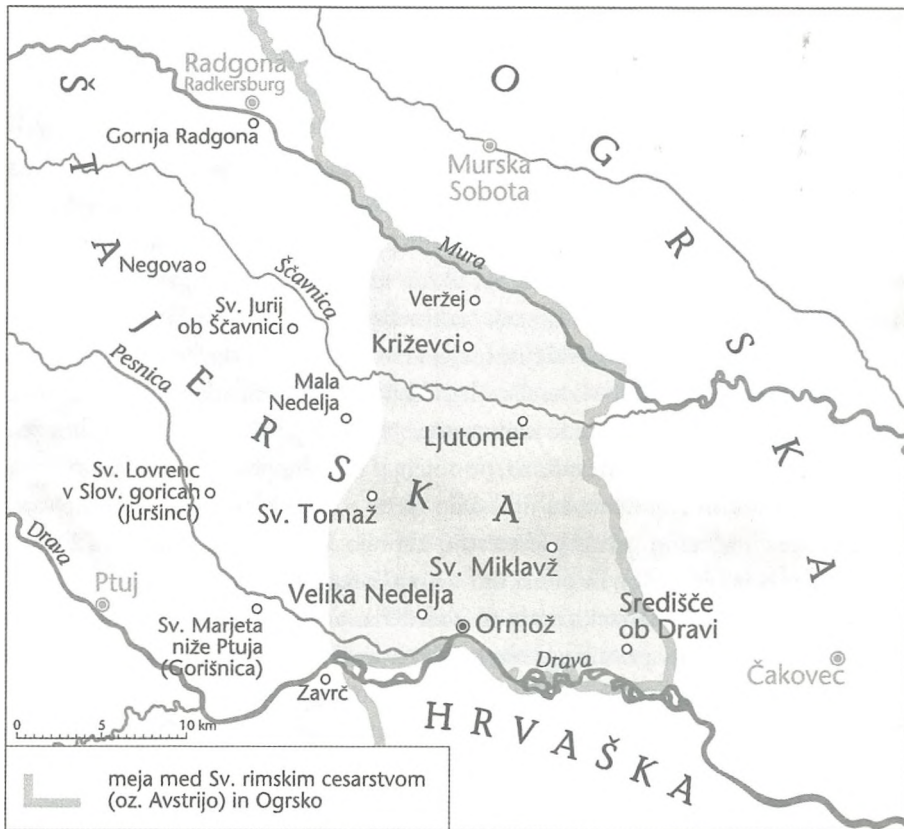 Radgona
Radkersburg
Gornja Radgona
OGRSKA
Murska
Sobota
ŠTAJERSKA
Mura
Negova
Ščavnica
Sv. Jurij
ob Ščavnici
Veržej
Križevci
Pesnica
Mala
Nedelja
Ljutomer
Sv. Lovrenc
v Slov. goricah
(Juršinci)
Sv. Tomaž
Drava
Sv. Miklavž
Ptuj
Velika Nedelja
Središče
ob Dravi
Sv. Marjeta
niže Ptuja
(Gorišnica)
Ormož
Drava
Čakovec
Zavrč
0 5 10 km
HRVAŠKA
meja med Sv. rimskim cesarstvom
(oz. Avstrijo) in Ogrsko